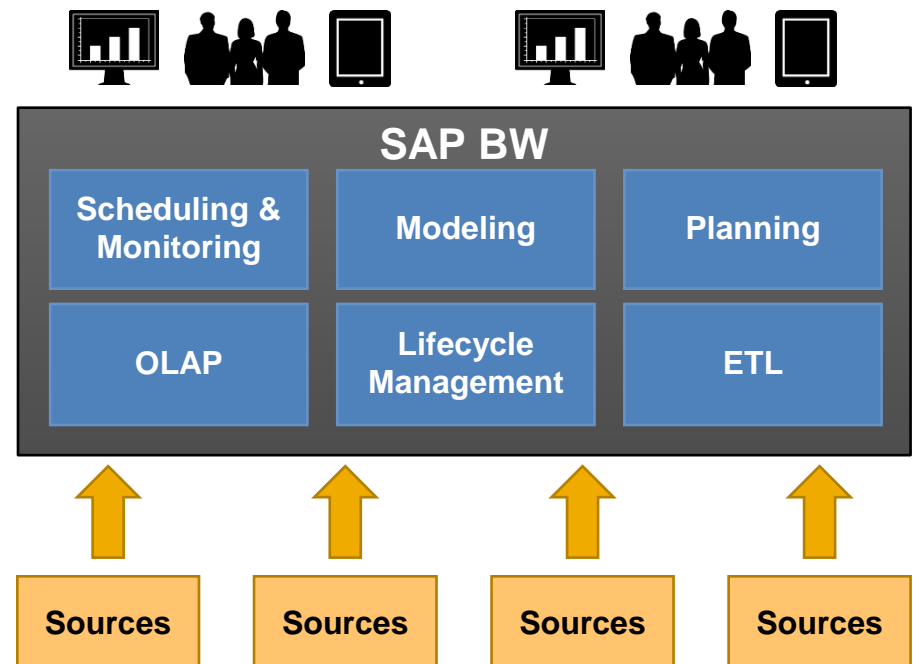 SAP BW
Scheduling &
Monitoring
Modeling
Planning
OLAP
Lifecycle
Management
ETL
Sources
Sources
Sources
Sources